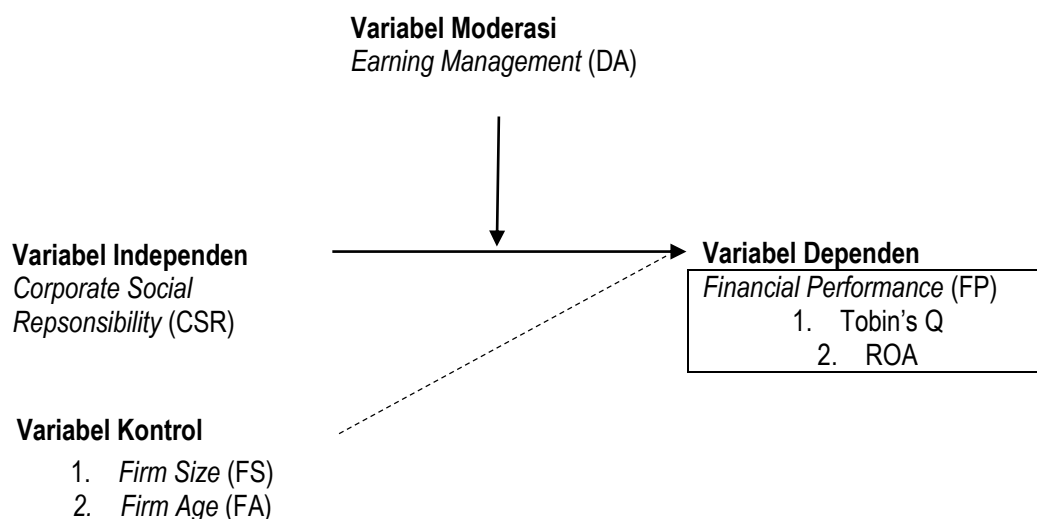 Variabel Moderasi
Earning Management (DA)
Variabel Independen
Corporate Social
Repsonsibility (CSR)
Variabel Dependen
Financial Performance (FP)
1. Tobin’s Q
2. ROA
Variabel Kontrol
1. Firm Size (FS)
2. Firm Age (FA)